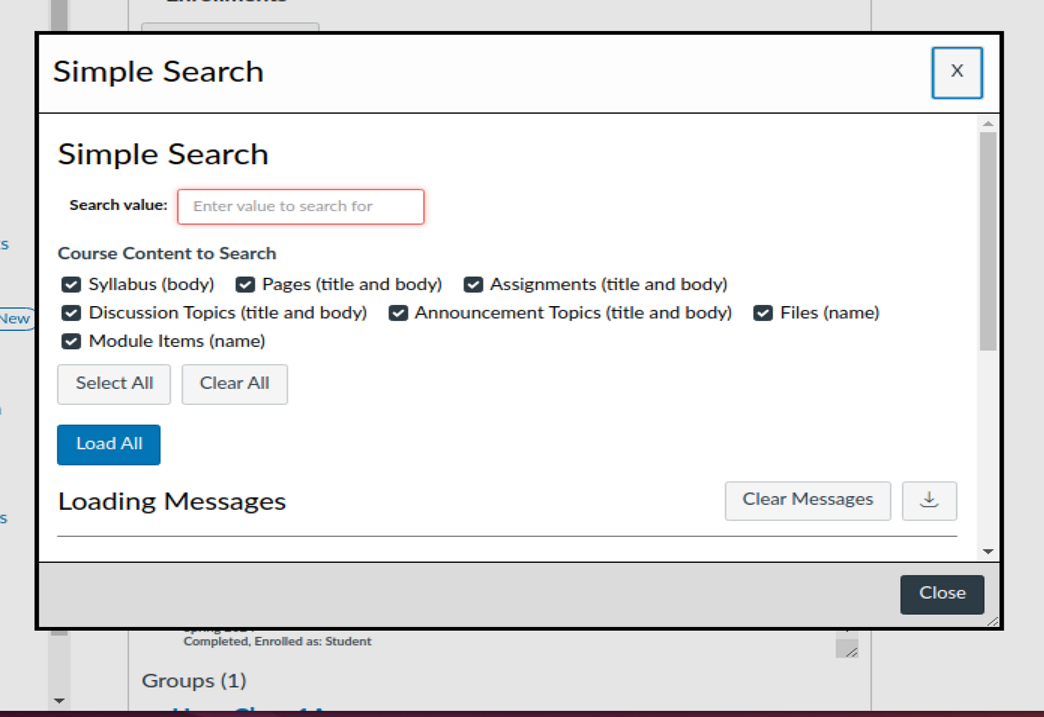 Enrollments
Simple Search
X
Simple Search
Search value: Enter value to search for
Course Content to Search
Syllabus (body) Pages (title and body) Assignments (title and body)
Discussion Topics (title and body) Announcement Topics (title and body) Files (name)
Module Items (name)
Select All Clear All
Load All
Loading Messages Clear Messages
New
Close
Completed, Enrolled as: Student
Groups (1)